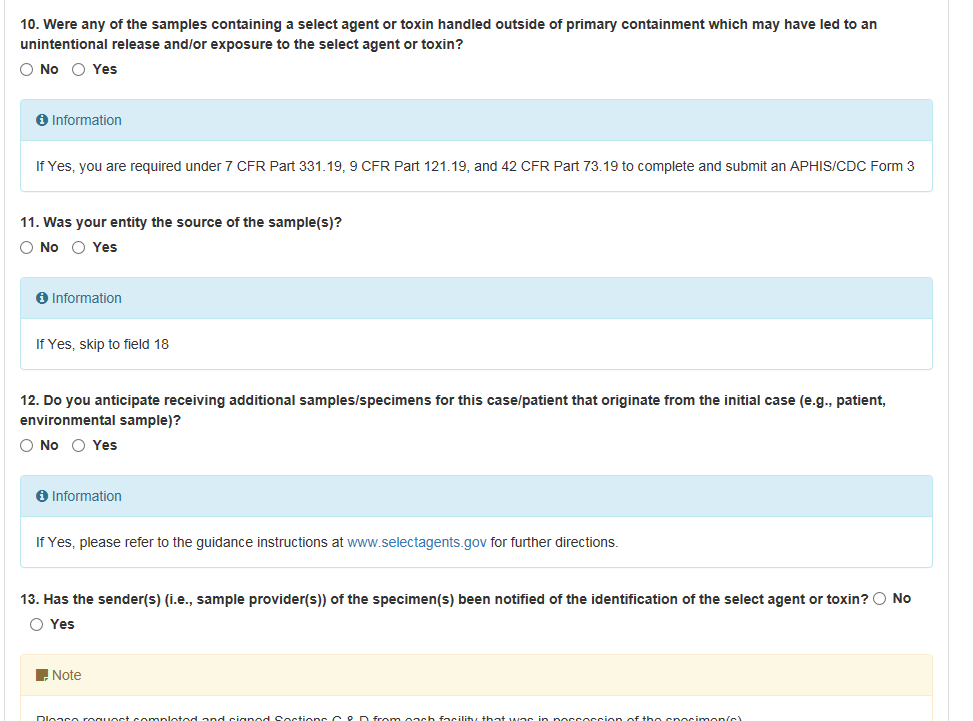 10. Were any of the samples containing a select agent or toxin handled outside of primary containment which may have led to an
unintentional release and/or exposure to the select agent or toxin?
No Yes
Information
If Yes, you are required under 7 CFR Part 331.19, 9 CFR Part 121.19, and 42 CFR Part 73.19 to complete and submit an APHIS/CDC Form 3
11. Was your entity the source of the sample(s)?
No Yes
Information
If Yes, skip to field 18
12. Do you anticipate receiving additional samples/specimens for this case/patient that originate from the initial case (e.g., patient,
environmental sample)?
No Yes
Information
If Yes, please refer to the guidance instructions at www.selectagents.gov for further directions.
13. Has the sender(s) (i.e., sample provider(s)) of the specimen(s) been notified of the identification of the select agent or toxin? No
Yes
Note
Please request completed and signed Sections C & D from each facility that was in possession of the specimen(s)